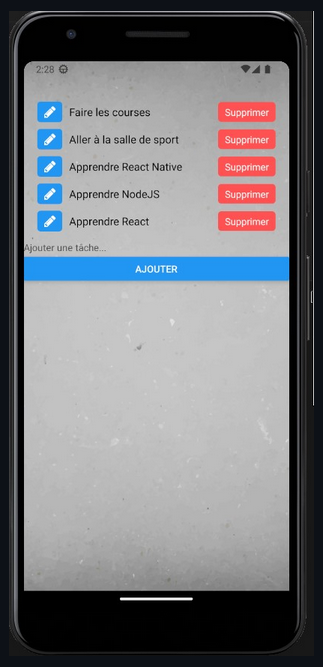 2:28
Faire les courses Supprimer
Aller à la salle de sport Supprimer
Apprendre React Native Supprimer
Apprendre NodeJS Supprimer
Apprendre React Supprimer
Ajouter une tâche...
AJOUTER